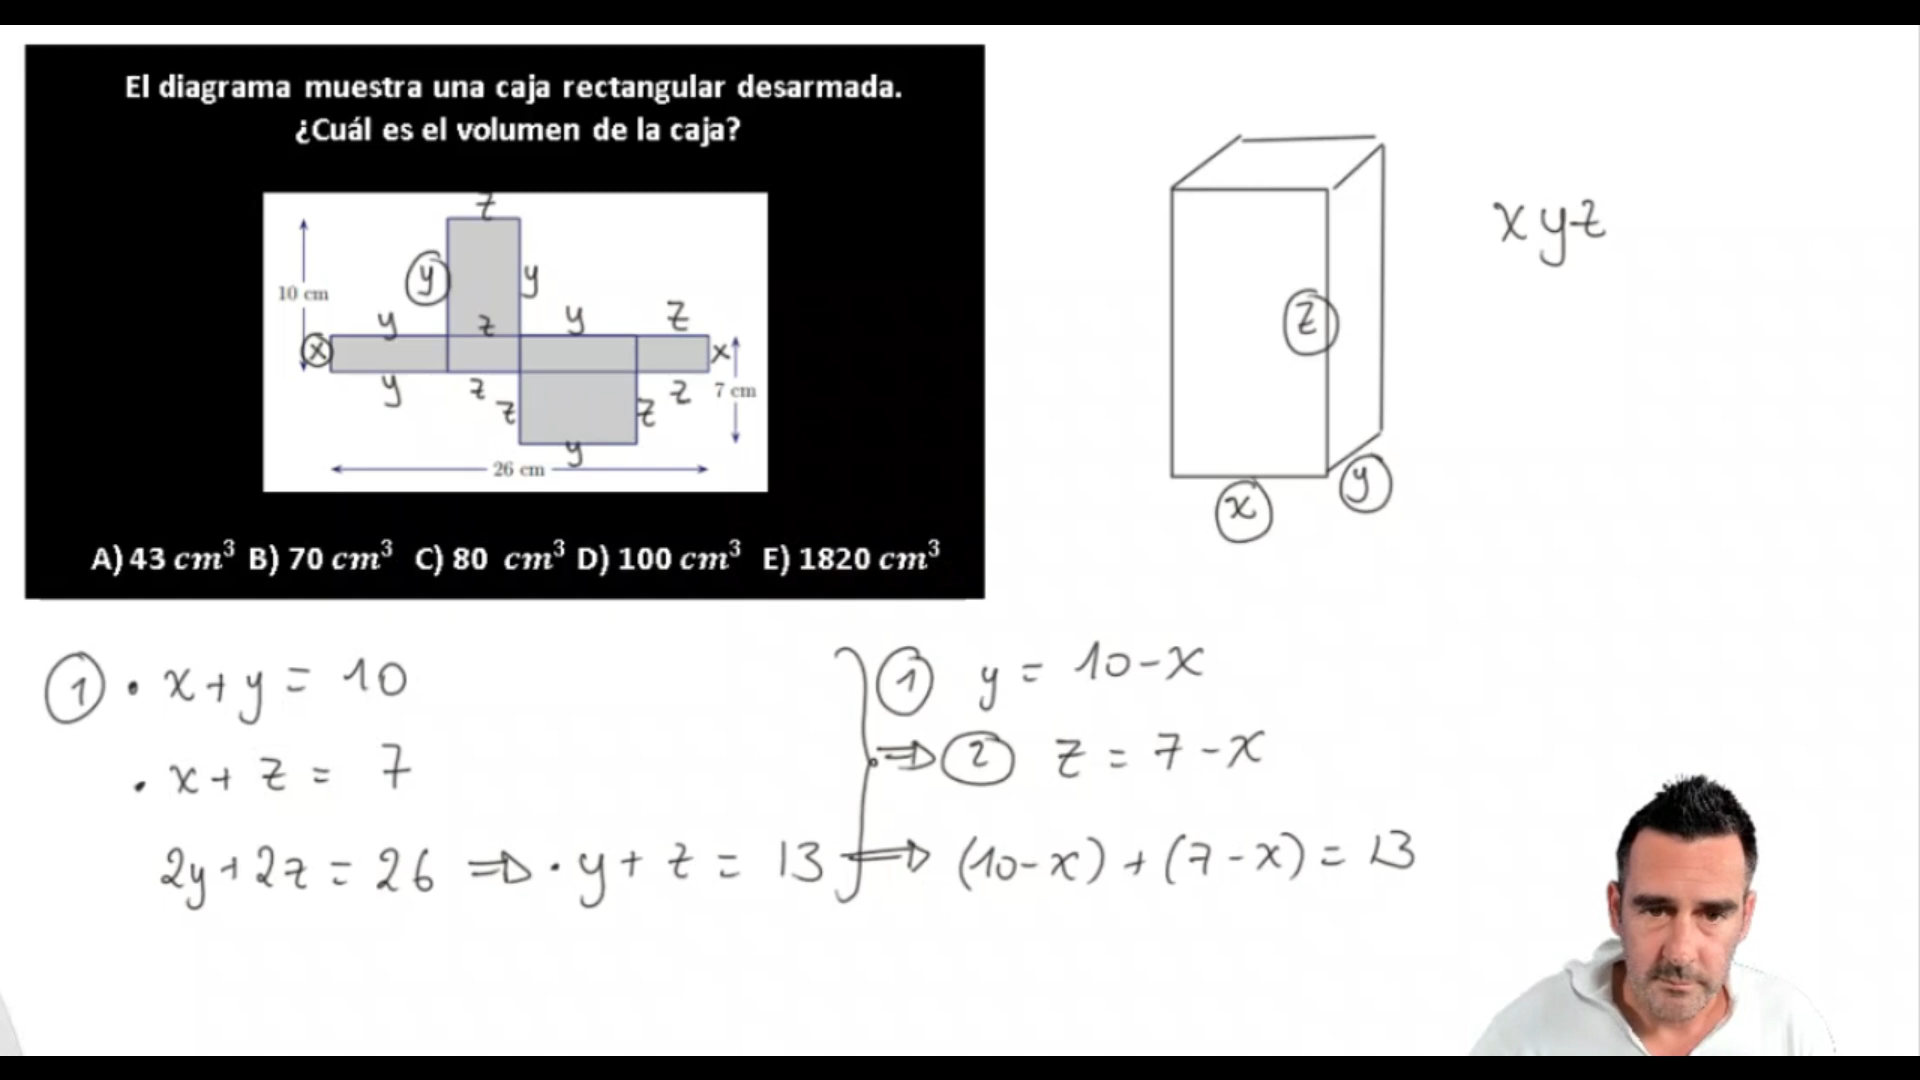 El diagrama muestra una caja rectangular desarmada.
¿Cuál es el volumen de la caja?
z
10 cm
y y
y z y z
x x
y z z z z 7 cm
y
26 cm
A) 43 cm³ B) 70 cm³ C) 80 cm³ D) 100 cm³ E) 1820 cm³
xyz
z
x y
① · x + y = 10
· x + z = 7
2y + 2z = 26 ⇒ · y + z = 13
① y = 10 - x
⇒ ② z = 7 - x
⇒ (10 - x) + (7 - x) = 13